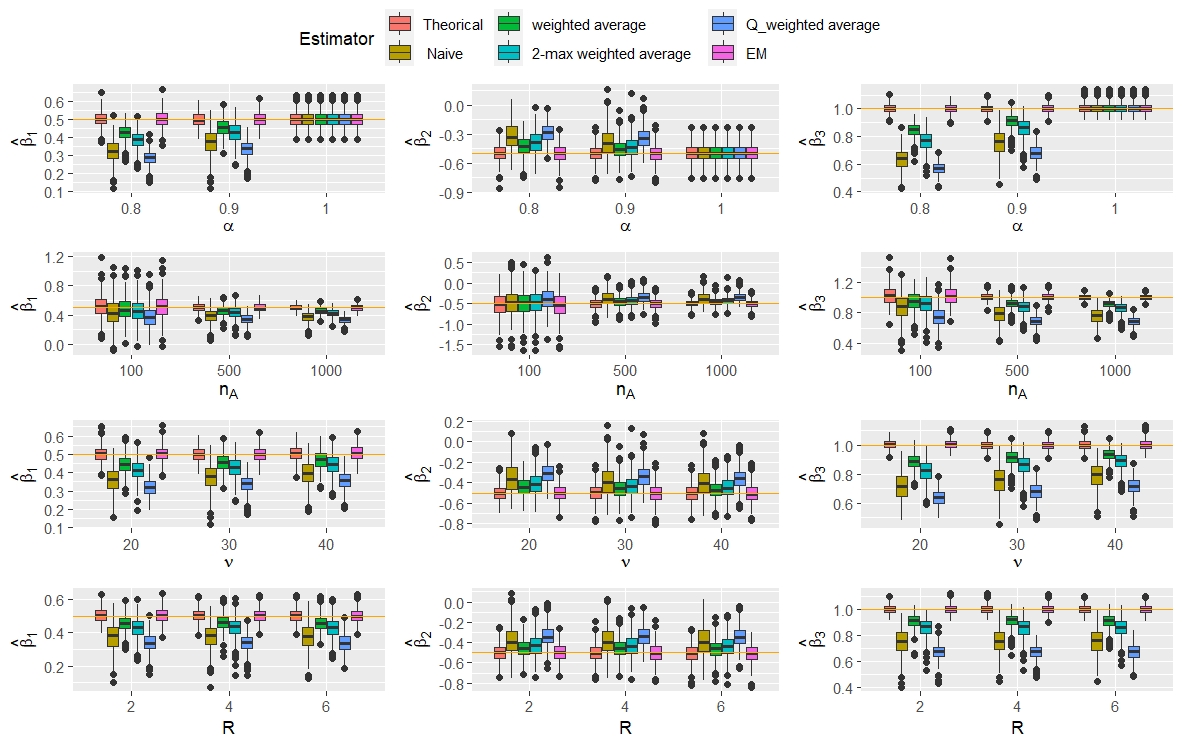 Estimator
Theorical
weighted average
Q_weighted average
Naive
2-max weighted average
EM
β̂1
0.6
0.5
0.4
0.3
0.2
0.1
0.8 0.9 1
α
β̂2
0.0
-0.3
-0.6
-0.9
0.8 0.9 1
α
β̂3
1.0
0.8
0.6
0.4
0.8 0.9 1
α
β̂1
1.2
0.8
0.4
0.0
100 500 1000
nA
β̂2
0.5
0.0
-0.5
-1.0
-1.5
100 500 1000
nA
β̂3
1.2
0.8
0.4
100 500 1000
nA
β̂1
0.6
0.5
0.4
0.3
0.2
0.1
20 30 40
ν
β̂2
0.2
0.0
-0.2
-0.4
-0.6
-0.8
20 30 40
ν
β̂3
1.0
0.8
0.6
20 30 40
ν
β̂1
0.6
0.4
0.2
2 4 6
R
β̂2
0.0
-0.2
-0.4
-0.6
-0.8
2 4 6
R
β̂3
1.0
0.8
0.6
0.4
2 4 6
R